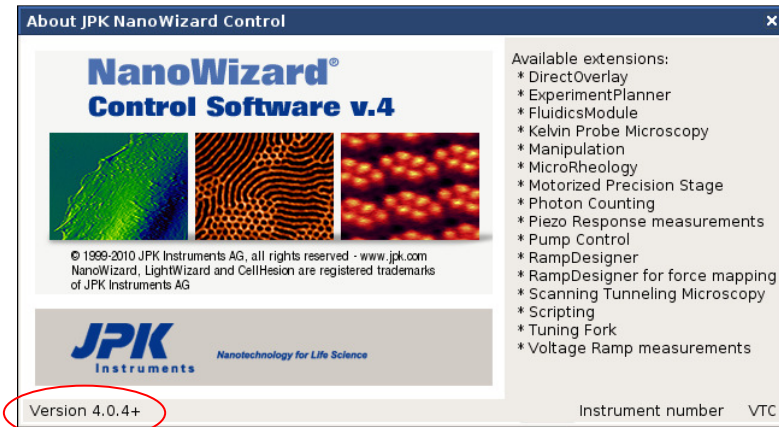 About JPK NanoWizard Control
NanoWizard®
Control Software v.4
© 1999-2010 JPK Instruments AG, all rights reserved - www.jpk.com
NanoWizard, LightWizard and CellHesion are registered trademarks
of JPK Instruments AG
JPK
Instruments
Nanotechnology for Life Science
Available extensions:
* DirectOverlay
* ExperimentPlanner
* FluidicsModule
* Kelvin Probe Microscopy
* Manipulation
* MicroRheology
* Motorized Precision Stage
* Photon Counting
* Piezo Response measurements
* Pump Control
* RampDesigner
* RampDesigner for force mapping
* Scanning Tunneling Microscopy
* Scripting
* Tuning Fork
* Voltage Ramp measurements
Version 4.0.4+
Instrument number VTC